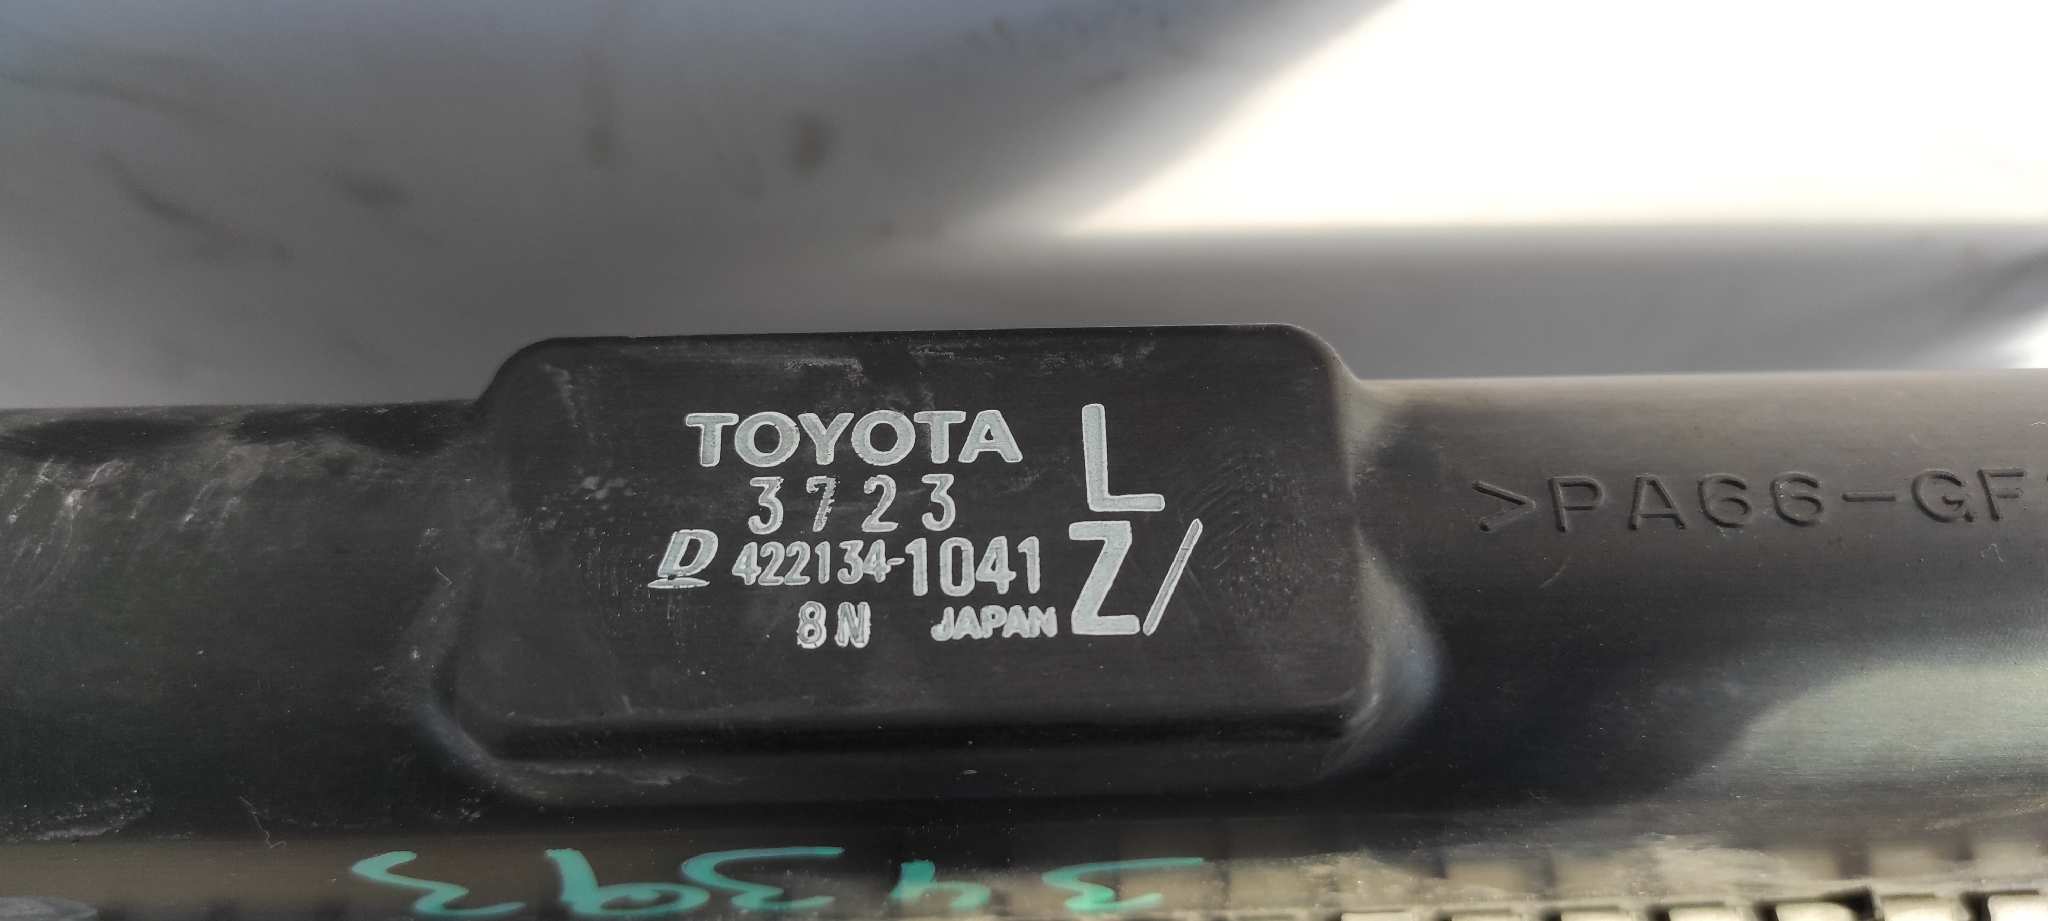 TOYOTA L
3723
D 422134-1041 Z/
8N JAPAN
>PA66-GF